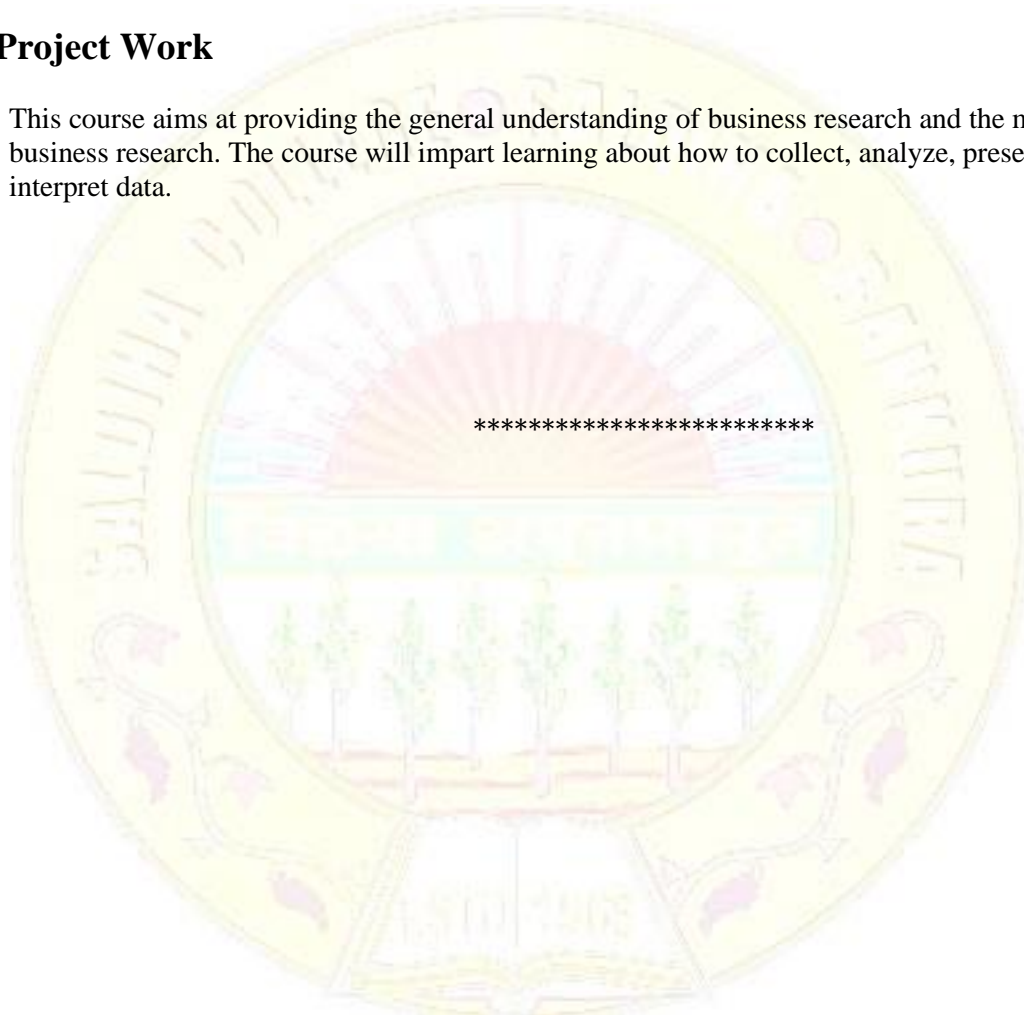 Project Work
This course aims at providing the general understanding of business research and the
business research. The course will impart learning about how to collect, analyze,
interpret data.
*************************